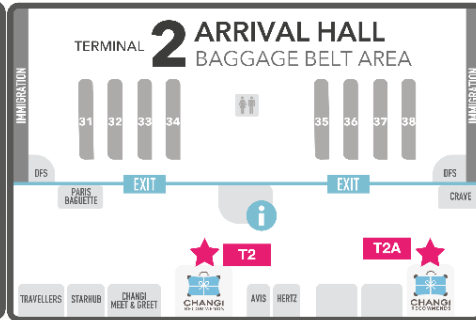 TERMINAL 2 ARRIVAL HALL
BAGGAGE BELT AREA
IMMIGRATION
IMMIGRATION
31 32 33 34
35 36 37 38
DFS
DFS
EXIT
EXIT
PARIS
BAGUETTE
CRAVE
i
T2
T2A
TRAVELLERS
STARHUB
CHANGI
MEET & GREET
CHANGI
AVIS
HERTZ
CHANGI
RECOMMENDS